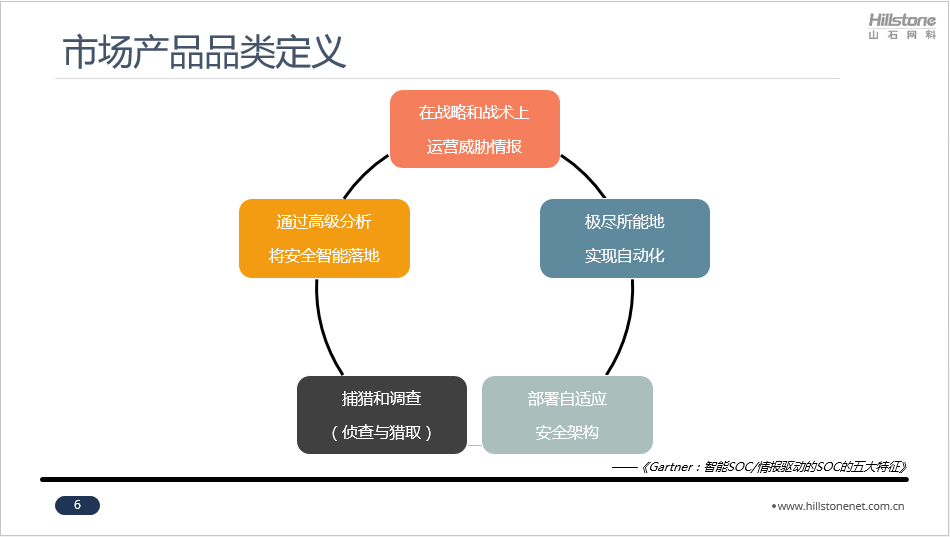 Hillstone
山石网科
市场产品品类定义
在战略和战术上
运营威胁情报
通过高级分析
将安全智能落地
极尽所能地
实现自动化
捕猎和调查
（侦查与猎取）
部署自适应
安全架构
——《Gartner：智能SOC/情报驱动的SOC的五大特征》
6
•www.hillstonenet.com.cn